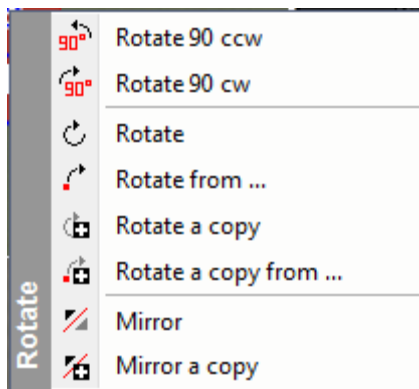 90° Rotate 90 ccw
90° Rotate 90 cw
Rotate
Rotate from ...
Rotate a copy
Rotate a copy from ...
Mirror
Mirror a copy
Rotate